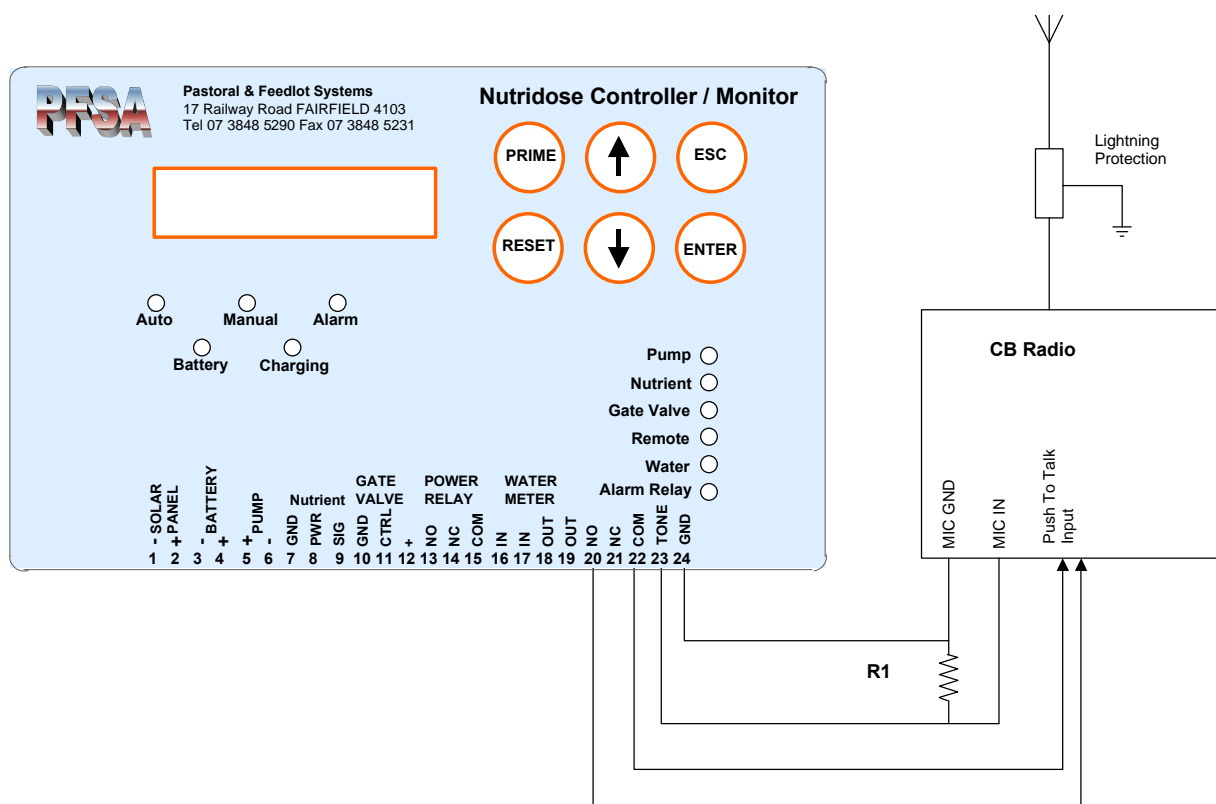 PFSA
Pastoral & Feedlot Systems
17 Railway Road FAIRFIELD 4103
Tel 07 3848 5290 Fax 07 3848 5231
Nutridose Controller / Monitor
PRIME
ESC
RESET
ENTER
Auto
Manual
Alarm
Battery
Charging
Pump
Nutrient
Gate Valve
Remote
Water
Alarm Relay
Nutrient
GATE
VALVE
POWER
RELAY
WATER
METER
- SOLAR
+ PANEL
- BATTERY
+
+ PUMP
-
GND
PWR
SIG
GND
CTRL
+
NO
NC
COM
IN
IN
OUT
OUT
NO
NC
COM
TONE
GND
1 2 3 4 5 6 7 8 9 10 11 12 13 14 15 16 17 18 19 20 21 22 23 24
Lightning
Protection
CB Radio
MIC GND
MIC IN
Push To Talk
Input
R1